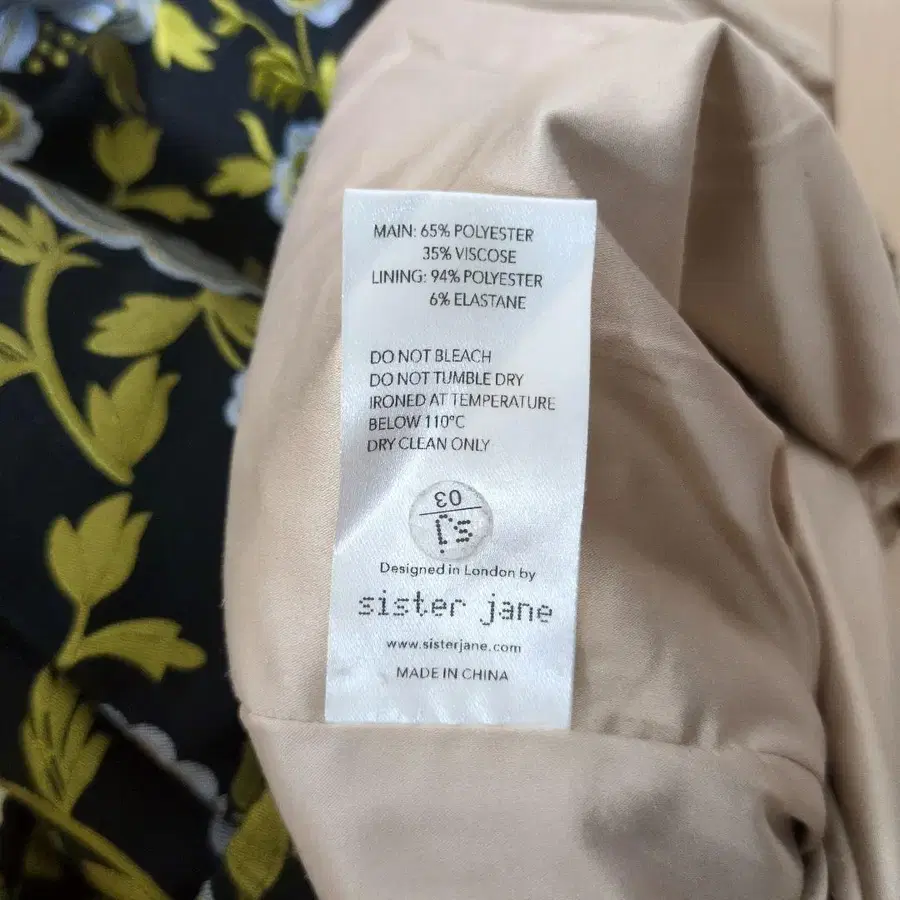 MAIN: 65% POLYESTER
35% VISCOSE
LINING: 94% POLYESTER
6% ELASTANE
DO NOT BLEACH
DO NOT TUMBLE DRY
IRONED AT TEMPERATURE
BELOW 110°C
DRY CLEAN ONLY
03
s.j
Designed in London by
sister jane
www.sisterjane.com
MADE IN CHINA